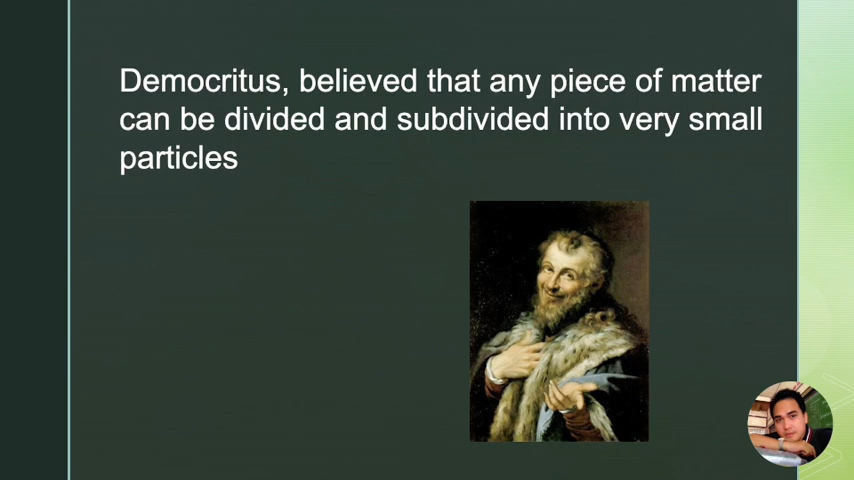 Democritus, believed that any piece of matter
can be divided and subdivided into very small
particles